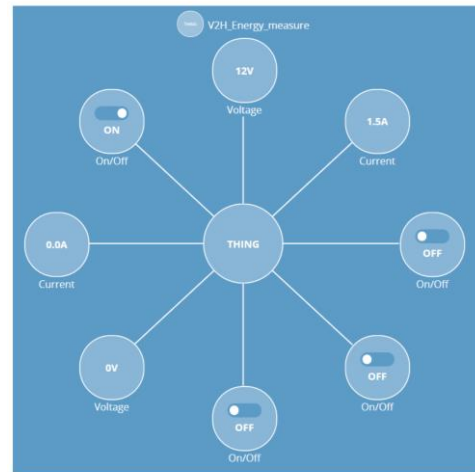 V2H_Energy_measure
12V
Voltage
ON
On/Off
1.5A
Current
0.0A
Current
THING
OFF
On/Off
0V
Voltage
OFF
On/Off
OFF
On/Off